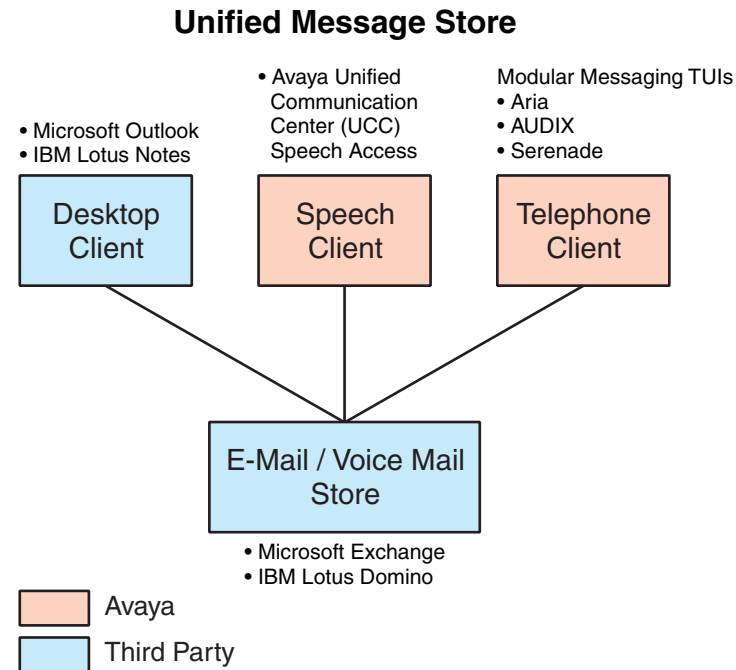 Unified Message Store
• Microsoft Outlook
• IBM Lotus Notes
• Avaya Unified
Communication
Center (UCC)
Speech Access
Modular Messaging TUIs
• Aria
• AUDIX
• Serenade
Desktop
Client
Speech
Client
Telephone
Client
E-Mail / Voice Mail
Store
• Microsoft Exchange
• IBM Lotus Domino
Avaya
Third Party